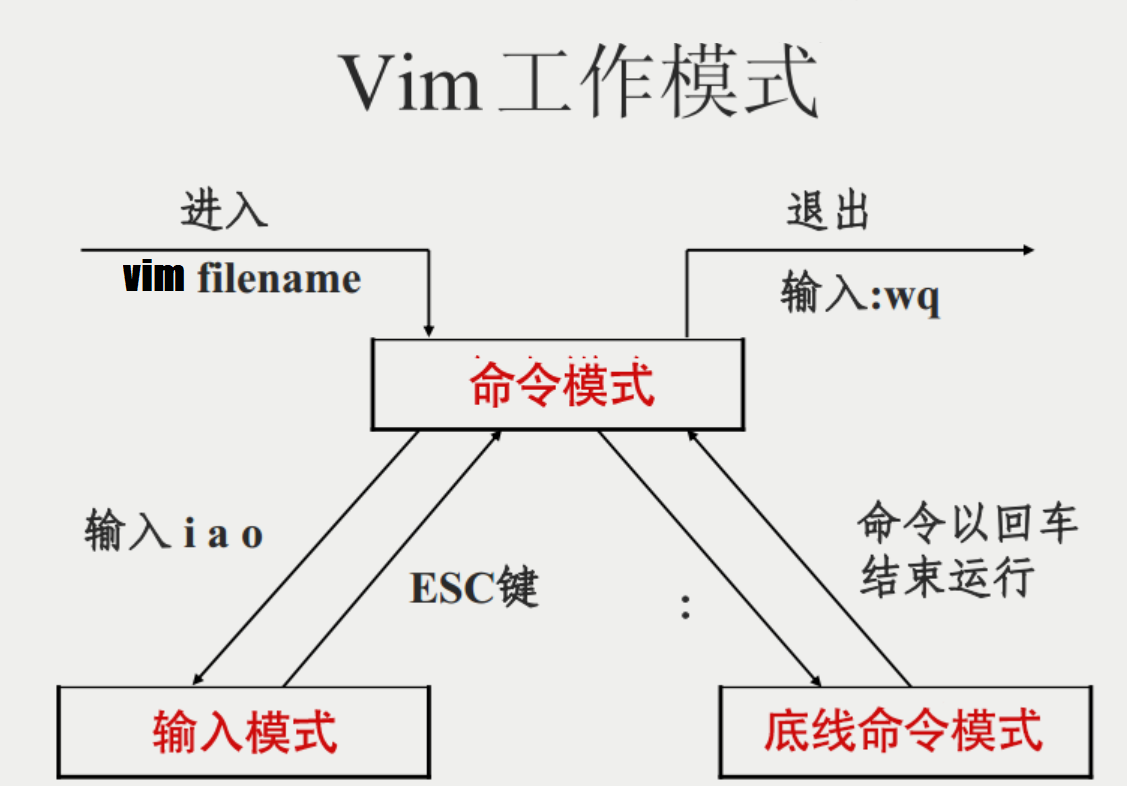 Vim 工作模式
进入
vim filename
退出
输入:wq
命令模式
输入 i a o
ESC键
:
命令以回车
结束运行
输入模式
底线命令模式